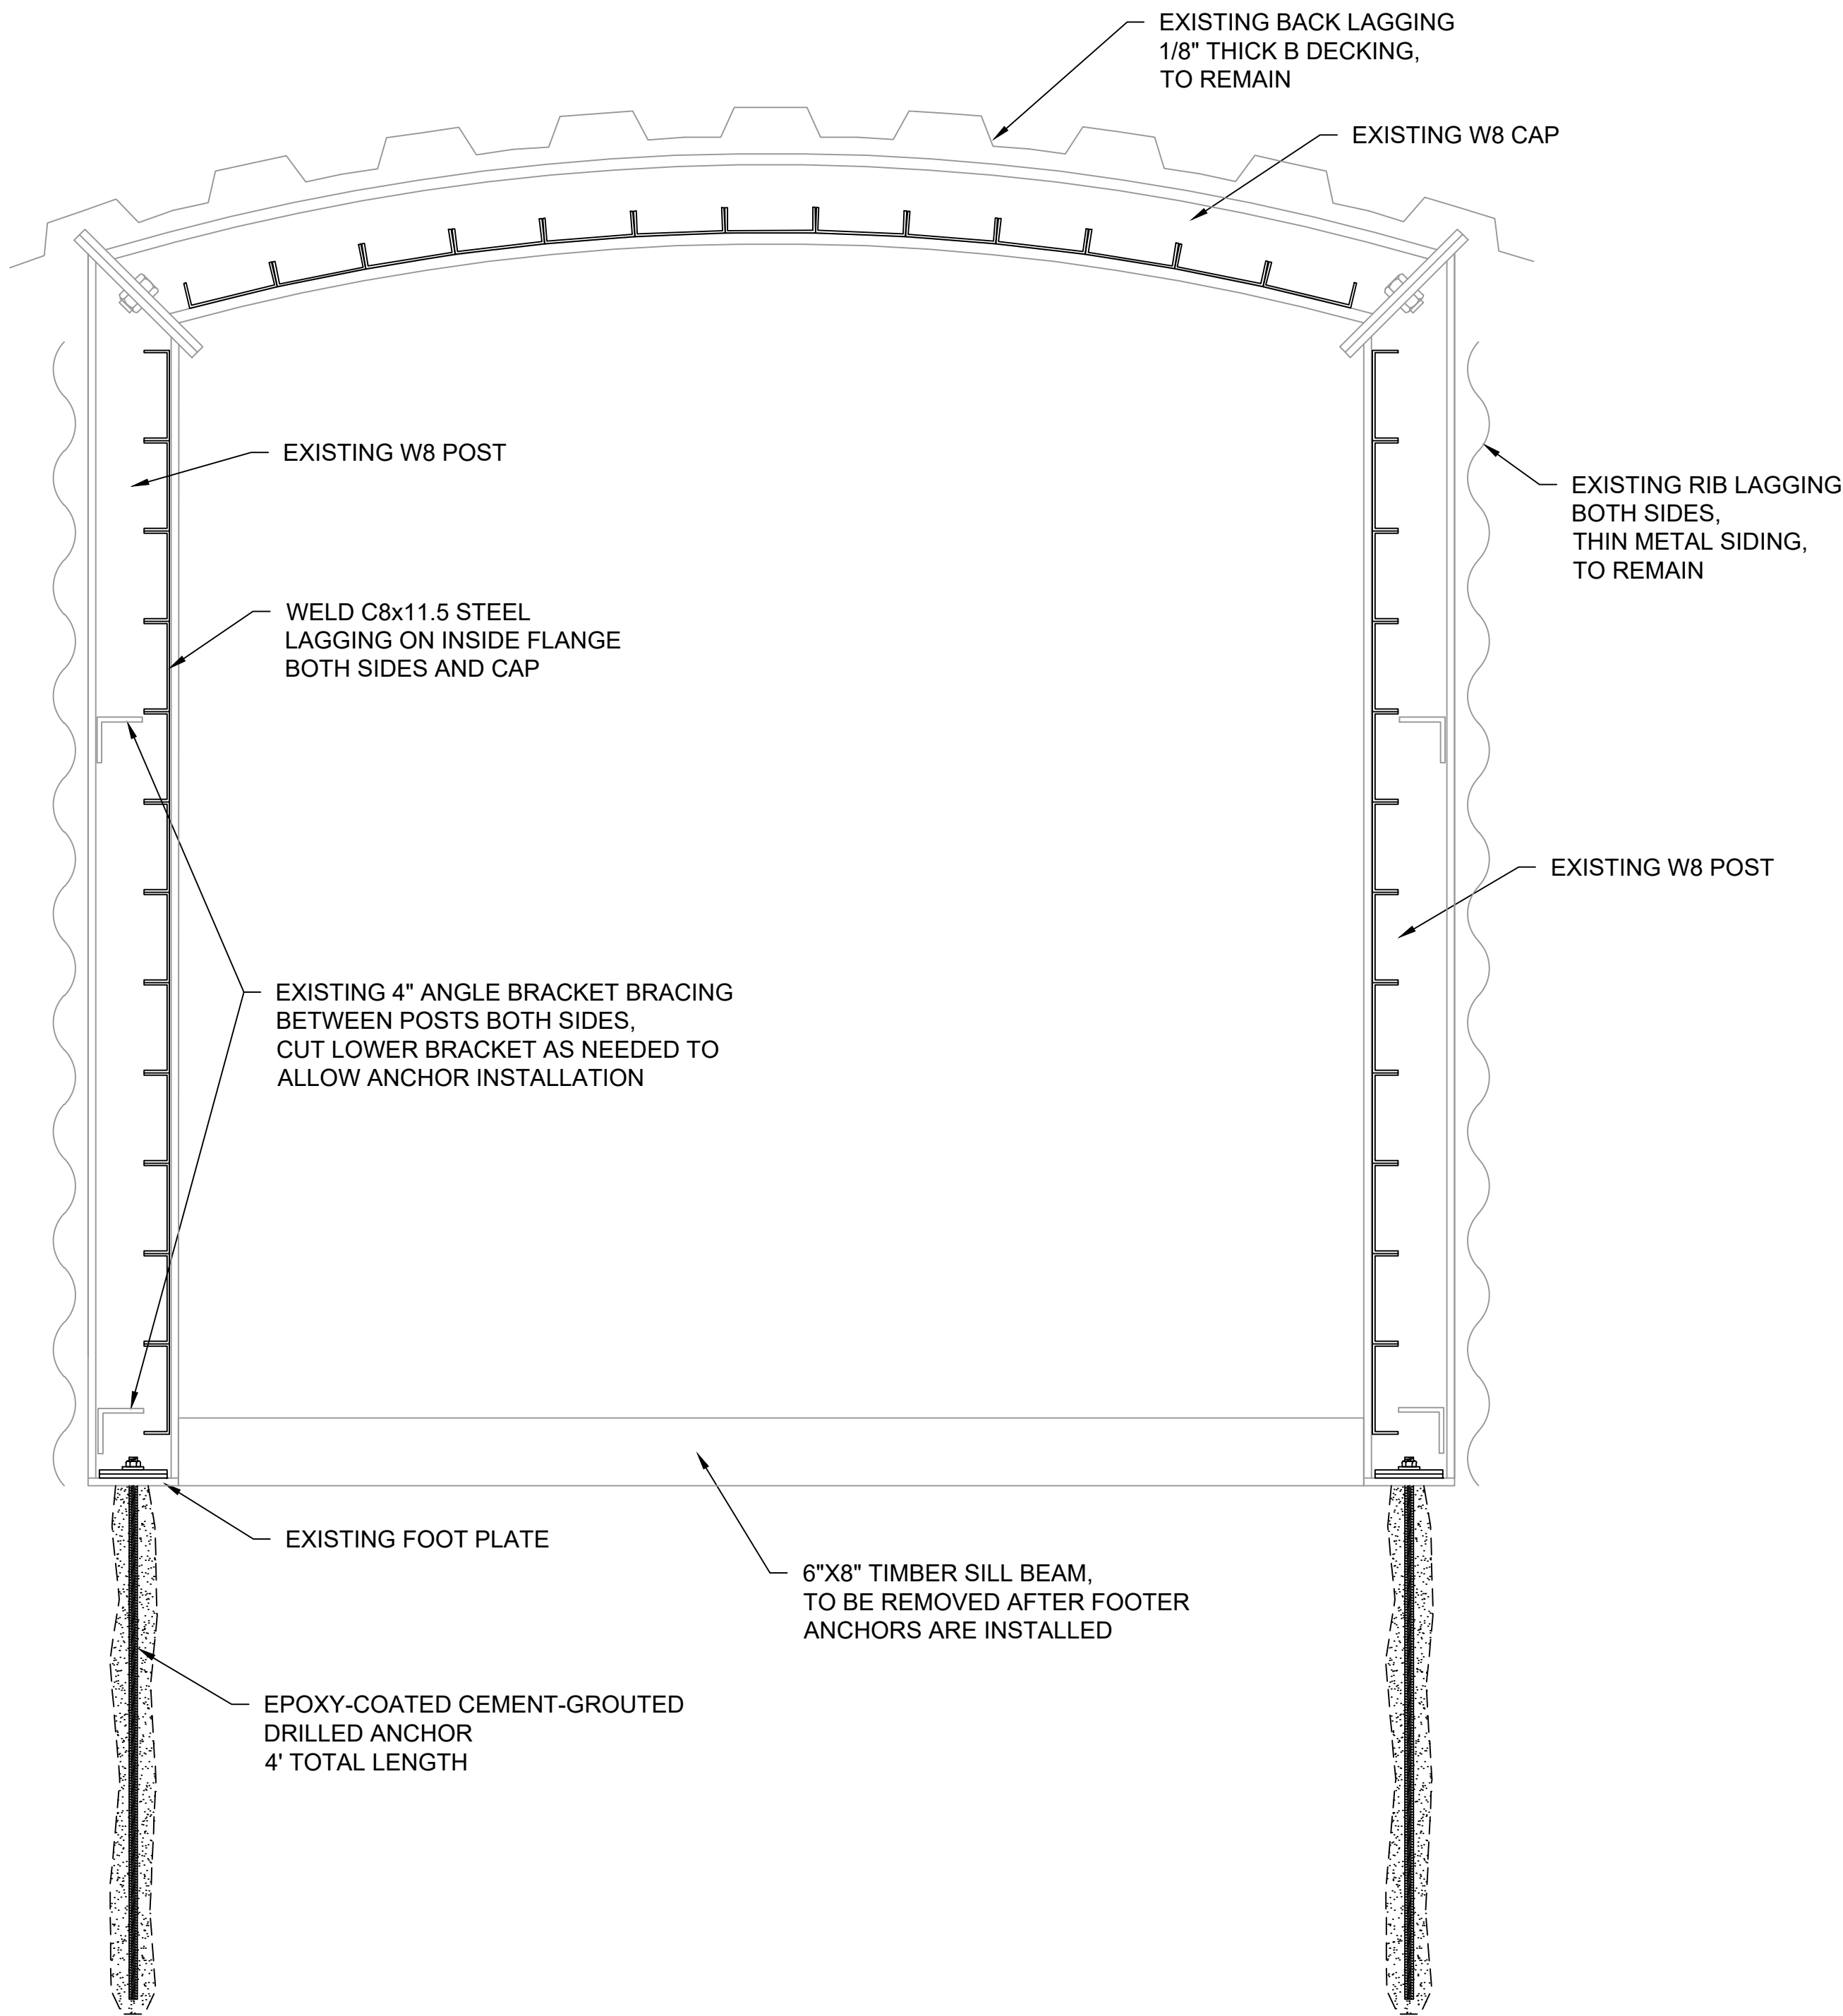 EXISTING BACK LAGGING
1/8" THICK B DECKING,
TO REMAIN
EXISTING W8 CAP
EXISTING W8 POST
EXISTING RIB LAGGING
BOTH SIDES,
THIN METAL SIDING,
TO REMAIN
WELD C8x11.5 STEEL
LAGGING ON INSIDE FLANGE
BOTH SIDES AND CAP
EXISTING W8 POST
EXISTING 4" ANGLE BRACKET BRACING
BETWEEN POSTS BOTH SIDES,
CUT LOWER BRACKET AS NEEDED TO
ALLOW ANCHOR INSTALLATION
EXISTING FOOT PLATE
6"X8" TIMBER SILL BEAM,
TO BE REMOVED AFTER FOOTER
ANCHORS ARE INSTALLED
EPOXY-COATED CEMENT-GROUTED
DRILLED ANCHOR
4' TOTAL LENGTH